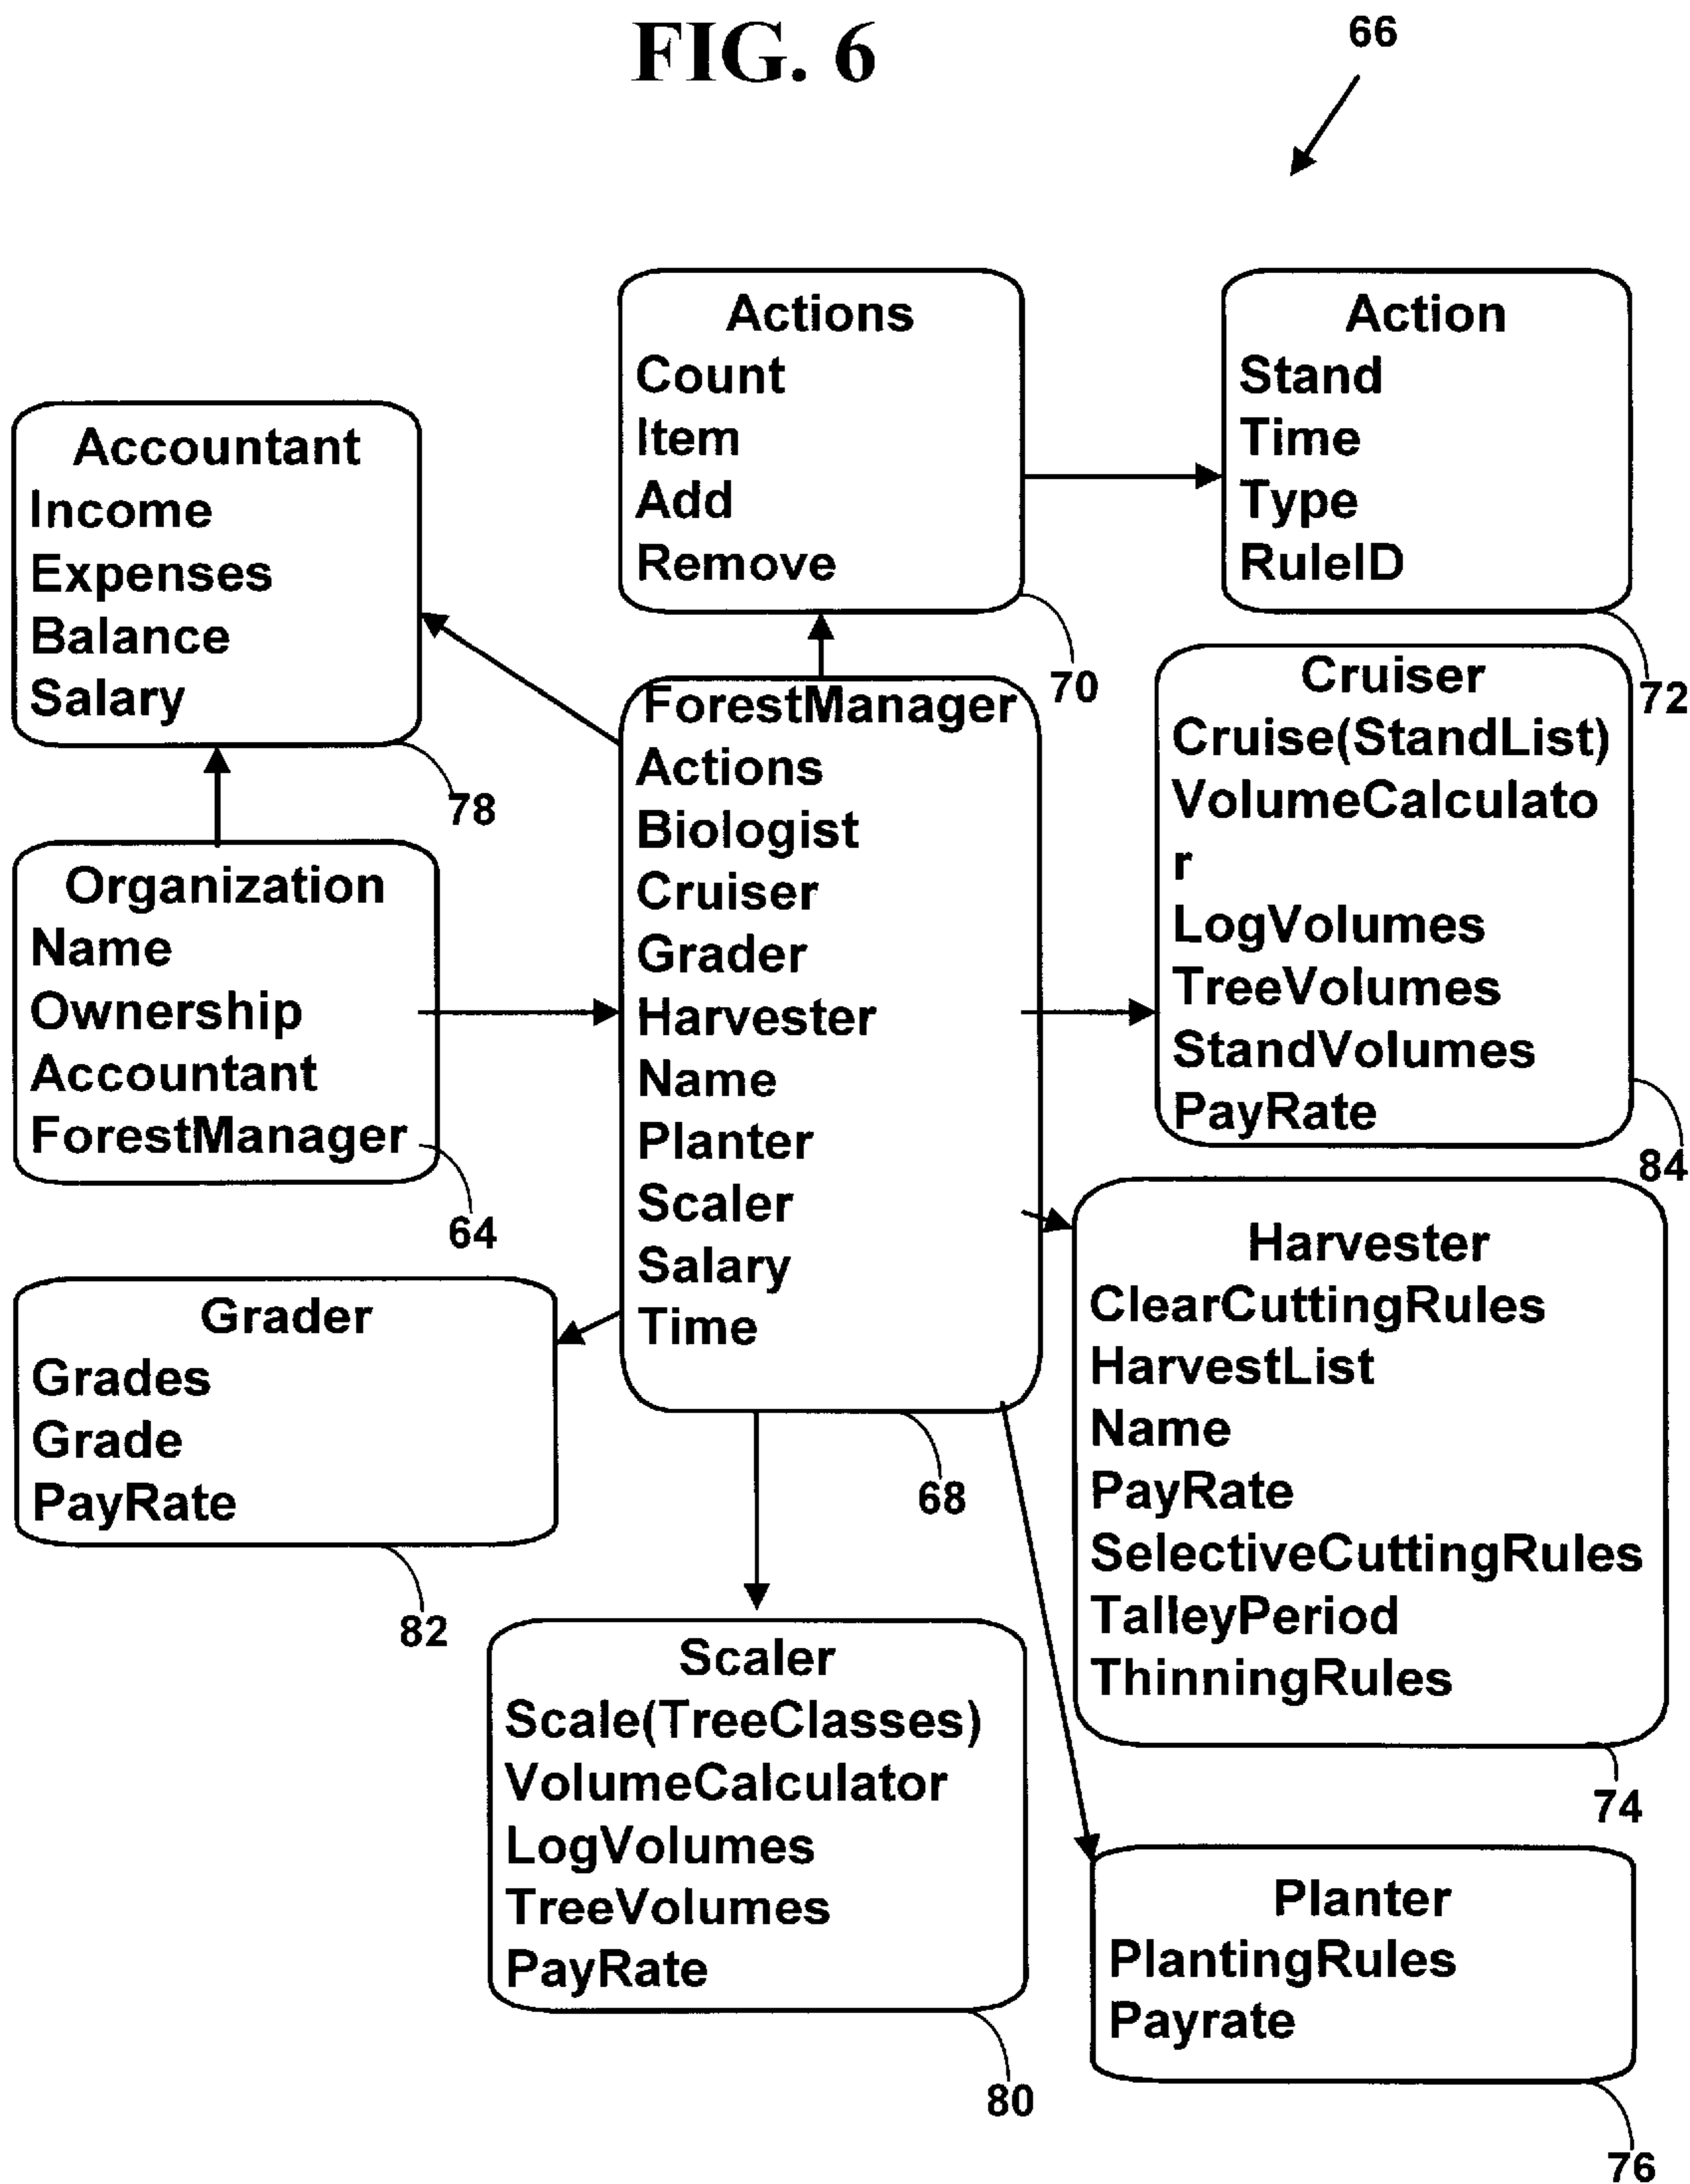 FIG. 6
66
Actions
Count
Item
Add
Remove
70
Action
Stand
Time
Type
RuleID
72
Accountant
Income
Expenses
Balance
Salary
78
Organization
Name
Ownership
Accountant
ForestManager
64
ForestManager
Actions
Biologist
Cruiser
Grader
Harvester
Name
Planter
Scaler
Salary
Time
68
Cruiser
Cruise(StandList)
VolumeCalculato
r
LogVolumes
TreeVolumes
StandVolumes
PayRate
84
Grader
Grades
Grade
PayRate
82
Harvester
ClearCuttingRules
HarvestList
Name
PayRate
SelectiveCuttingRules
TalleyPeriod
ThinningRules
74
Scaler
Scale(TreeClasses)
VolumeCalculator
LogVolumes
TreeVolumes
PayRate
80
Planter
PlantingRules
Payrate
76